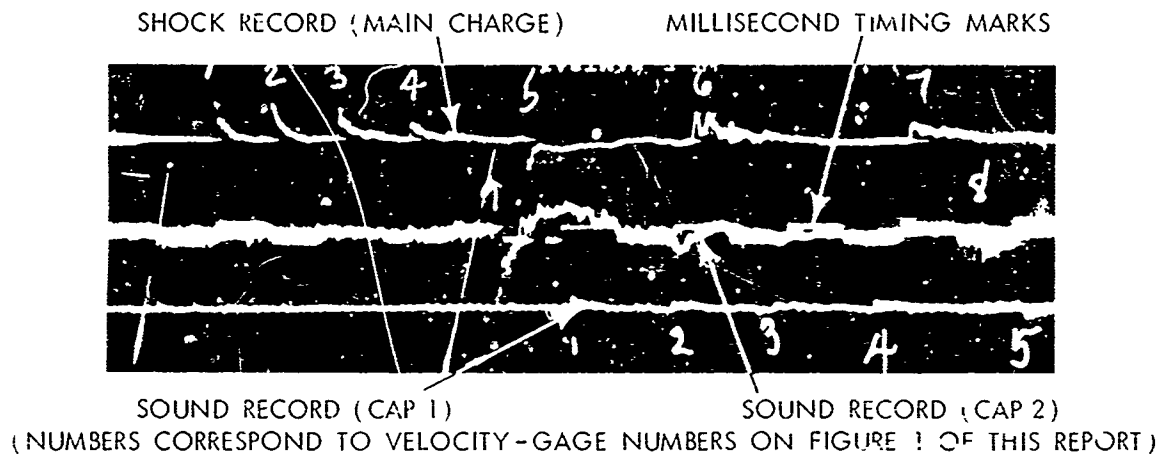 SHOCK RECORD (MAIN CHARGE) MILLISECOND TIMING MARKS
1 2 3 4 5 6 7
8
1 2 3 4 5
SOUND RECORD (CAP 1) SOUND RECORD (CAP 2)
(NUMBERS CORRESPOND TO VELOCITY-GAGE NUMBERS ON FIGURE 1 OF THIS REPORT)